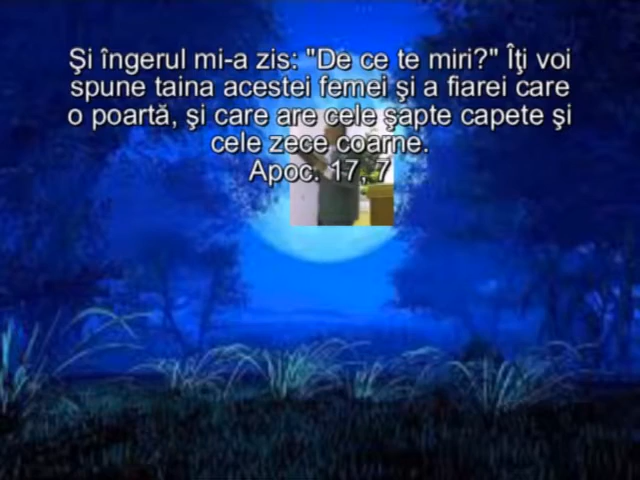 Şi îngerul mi-a zis: "De ce te miri?" Îţi voi
spune taina acestei femei şi a fiarei care
o poartă, şi care are cele şapte capete şi
cele zece coarne.
Apoc. 17, 7